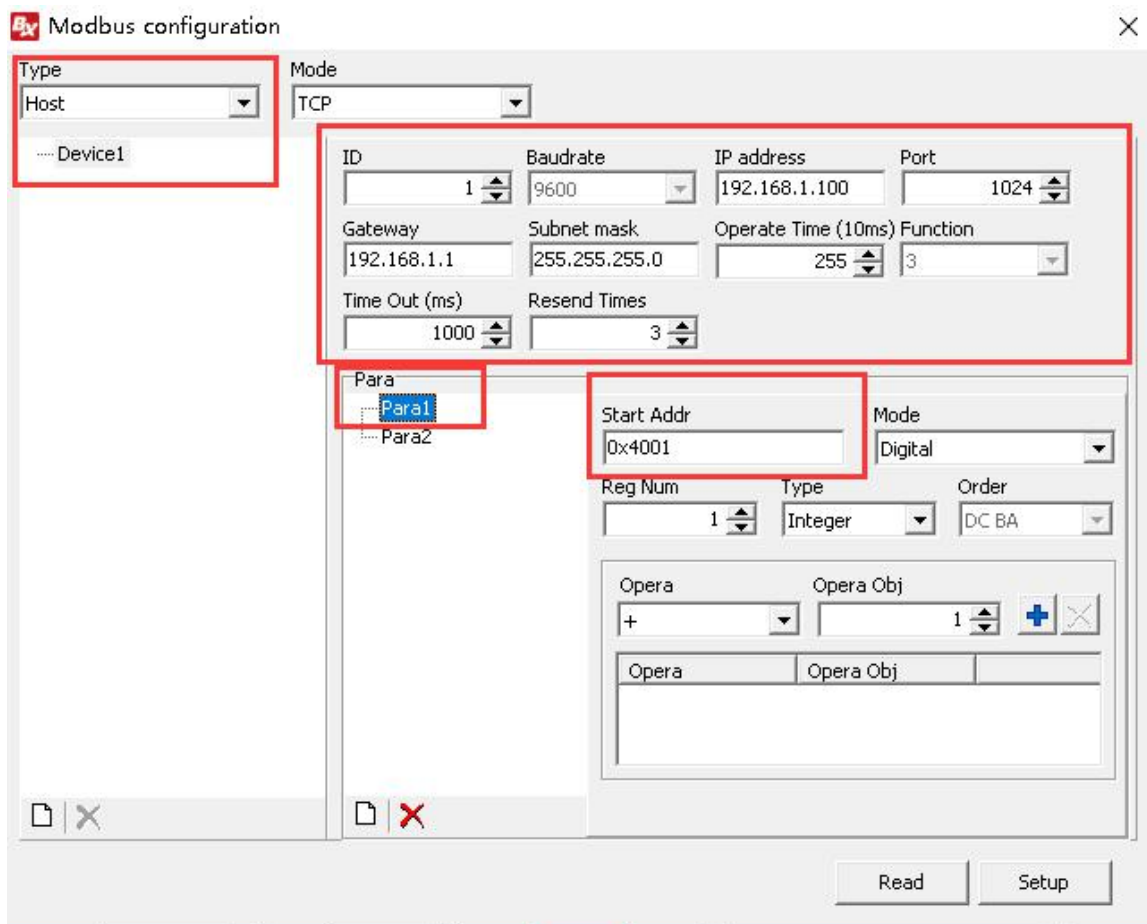 BX Modbus configuration
Type Mode
Host TCP
Device1
ID Baudrate IP address Port
1 9600 192.168.1.100 1024
Gateway Subnet mask Operate Time (10ms) Function
192.168.1.1 255.255.255.0 255 3
Time Out (ms) Resend Times
1000 3
Para
Para1
Para2
Start Addr Mode
0x4001 Digital
Reg Num Type Order
1 Integer DC BA
Opera Opera Obj
+ 1
Opera Opera Obj
Read Setup